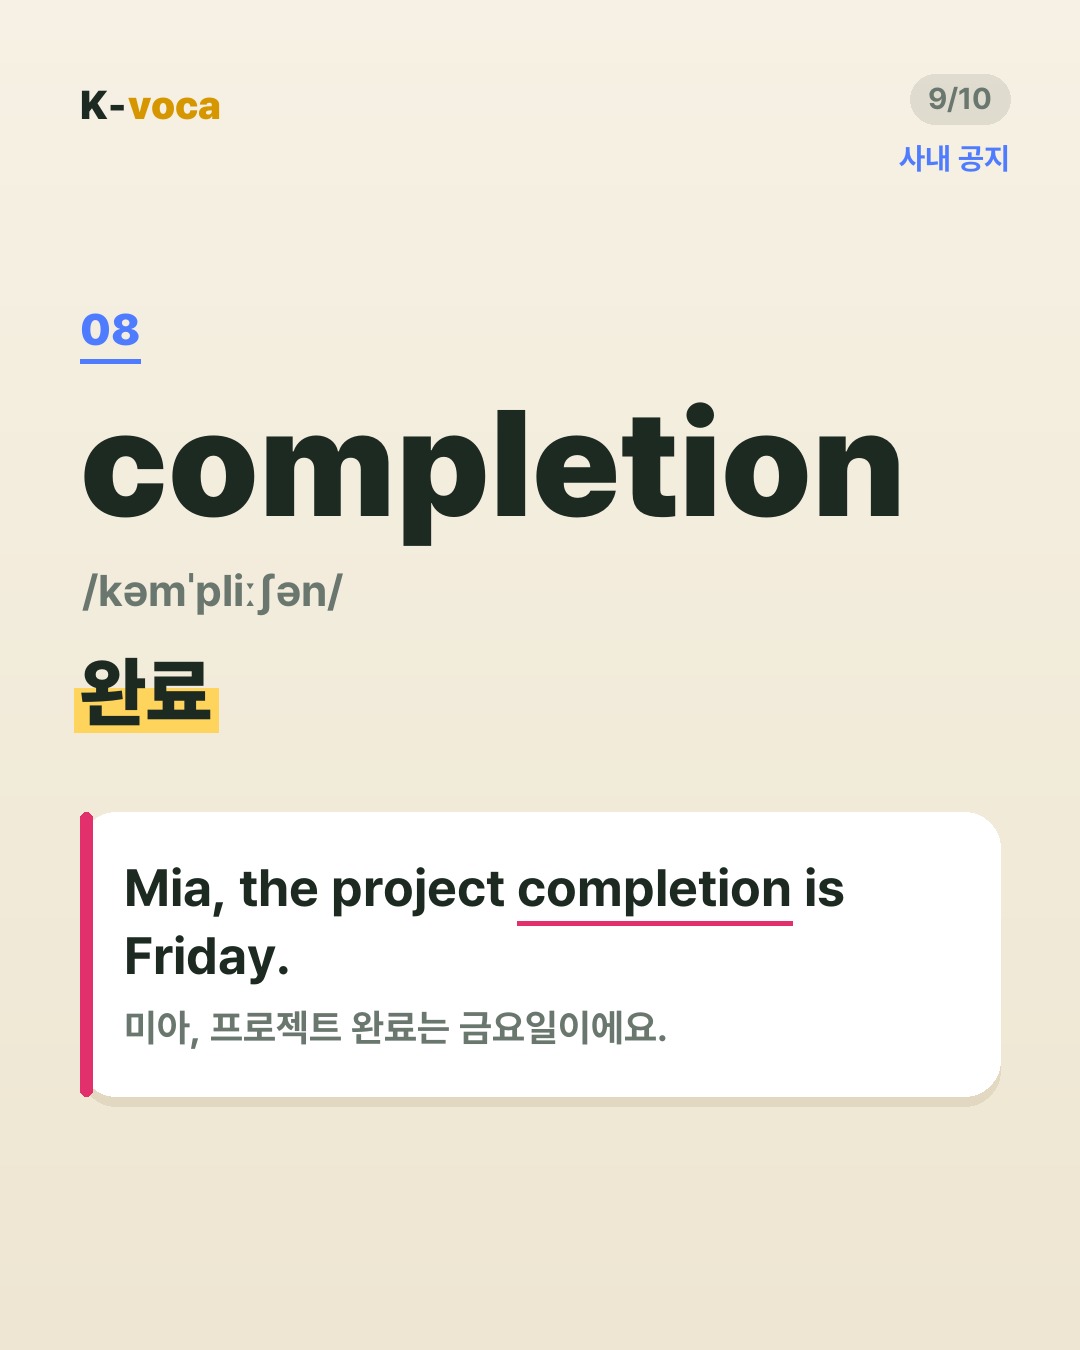 K-voca
9/10
사내 공지
08
completion
/kəmˈpliːʃən/
완료
Mia, the project completion is
Friday.
미아, 프로젝트 완료는 금요일이에요.